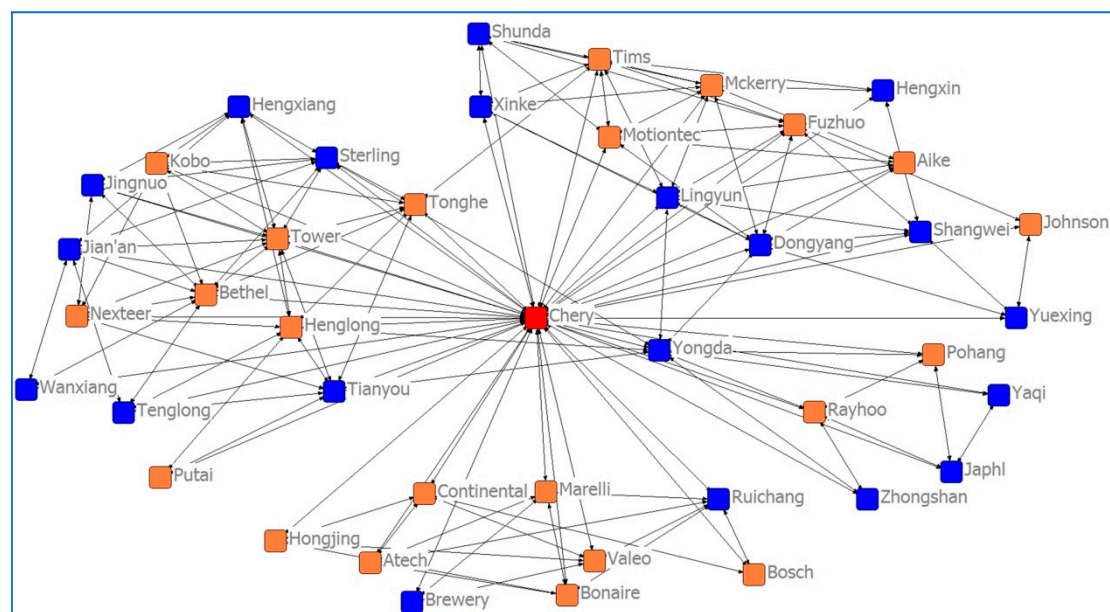 Shunda
Tims
Mckerry
Hengxin
Hengxiang
Xinke
Fuzhuo
Motiontec
Kobo
Sterling
Aike
Jingnuo
Lingyun
Tonghe
Johnson
Shangwei
Tower
Dongyang
Jian'an
Bethel
Nexteer
Henglong
Chery
Yuexing
Yongda
Pohang
Wanxiang
Tianyou
Yaqi
Tenglong
Rayhoo
Putai
Japhl
Continental
Marelli
Ruichang
Zhongshan
Hongjing
Atech
Valeo
Bosch
Brewery
Bonaire